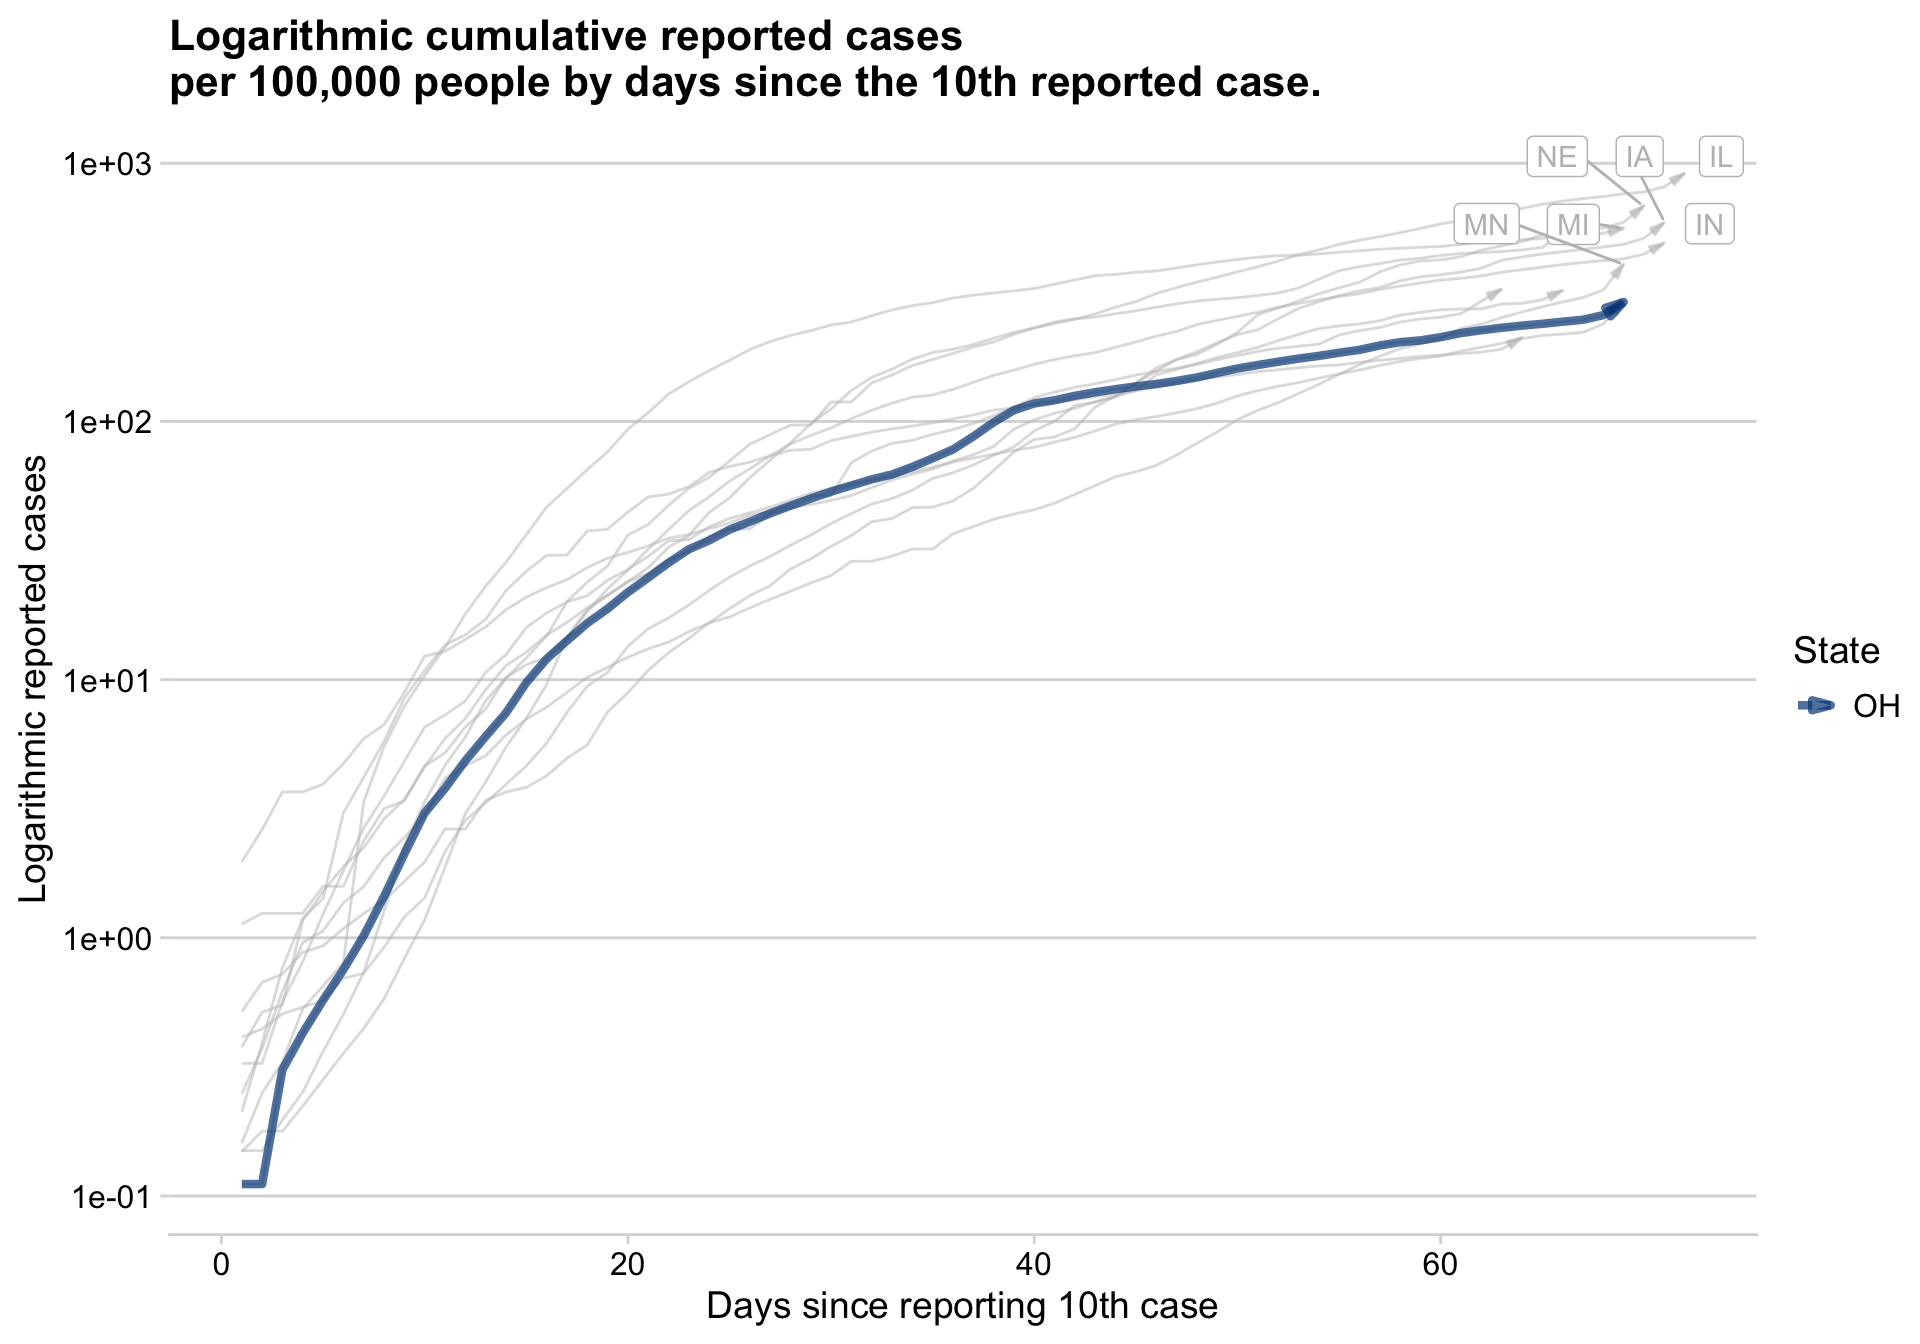 Logarithmic cumulative reported cases
per 100,000 people by days since the 10th reported case.
1e+03
1e+02
1e+01
1e+00
1e-01
Logarithmic reported cases
NE
IA
IL
MN
MI
IN
State
OH
0
20
40
60
Days since reporting 10th case